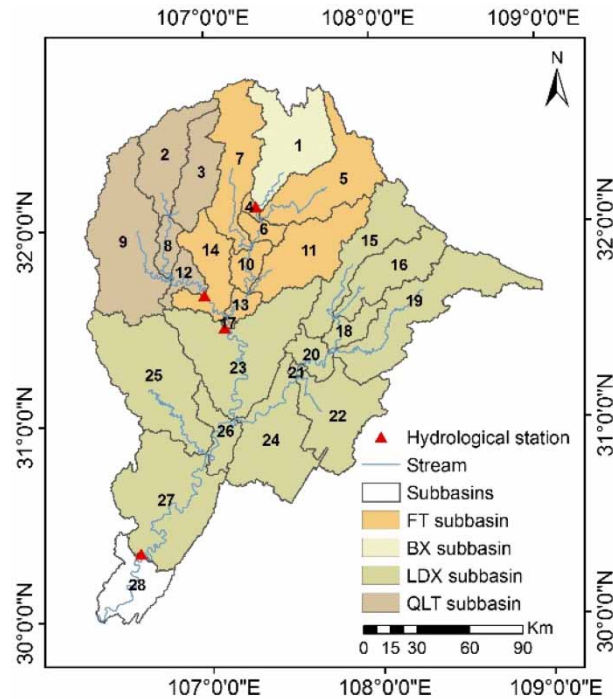 107°0'0"E 108°0'0"E 109°0'0"E
N
32°0'0"N 31°0'0"N 30°0'0"N
32°0'0"N 31°0'0"N 30°0'0"N
1
2
3
7
5
4
6
9
8
14
10
11
15
12
16
13
19
17
18
20
23
21
25
22
26
24
27
28
Hydrological station
Stream
Subbasins
FT subbasin
BX subbasin
LDX subbasin
QLT subbasin
Km
0 15 30 60 90
107°0'0"E 108°0'0"E 109°0'0"E